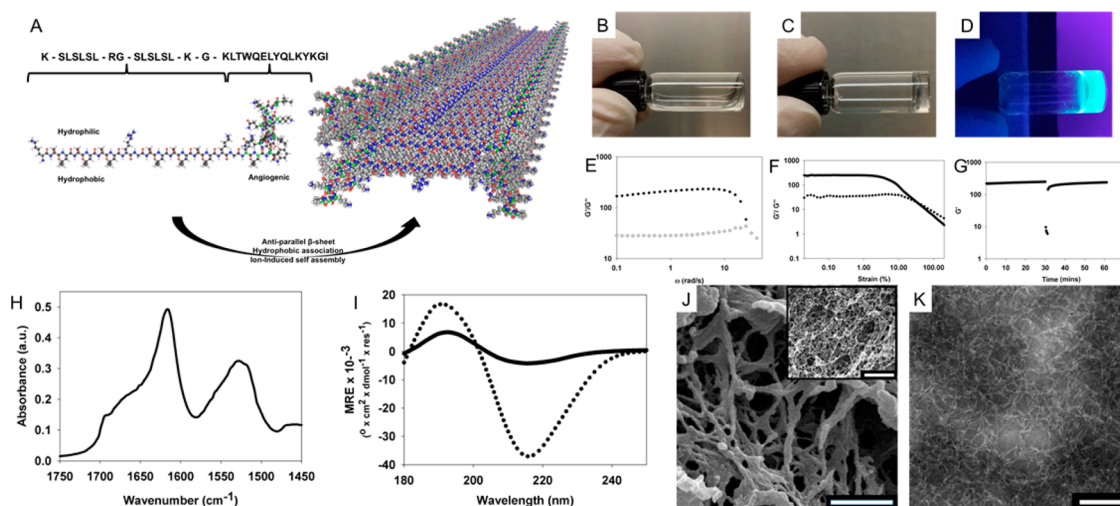 A
K - SLSLSL - RG - SLSLSL - K - G - KLTWQELYQLKYKGI
Hydrophilic
Hydrophobic
Angiogenic
Anti-parallel β-sheet
Hydrophobic association
Ion-Induced self assembly
B
C
D
E
G'/G''
1000
100
10
0.1
1
10
ω (rad/s)
F
G'/ G''
1000
100
10
1
0.1
0.05
5.00
100.00
Strain (%)
G
G'
1000
100
10
1
0
10
20
30
40
50
60
Time (mins)
H
Absorbance (a.u.)
0.5
0.4
0.3
0.2
0.1
0.0
1750
1700
1650
1600
1550
1500
1450
Wavenumber (cm-1)
I
MRE x 10.-3
(° x cm2 x dmol-1 x res-1)
20
10
0
-10
-20
-30
-40
180
200
220
240
Wavelength (nm)
J
K